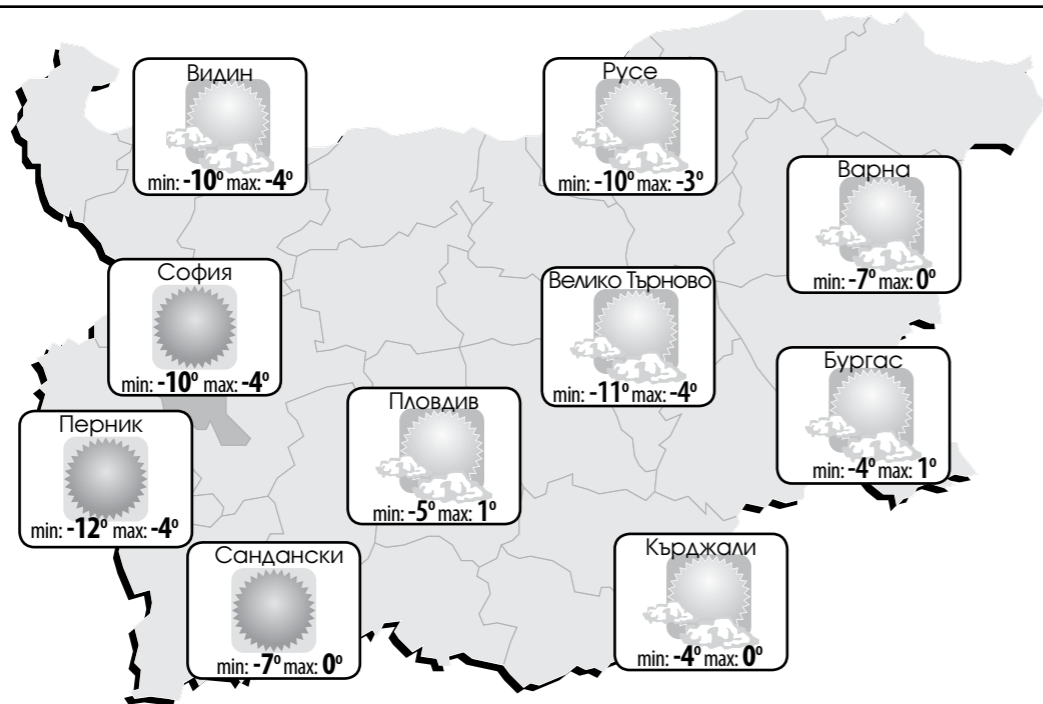 Видин
min: -10° max: -4°
Русе
min: -10° max: -3°
Варна
min: -7° max: 0°
София
min: -10° max: -4°
Велико Търново
min: -11° max: -4°
Бургас
min: -4° max: 1°
Пловдив
min: -5° max: 1°
Перник
min: -12° max: -4°
Сандански
min: -7° max: 0°
Кърджали
min: -4° max: 0°